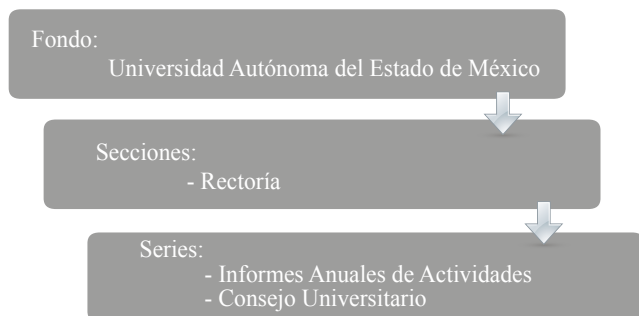 Fondo:
Universidad Autónoma del Estado de México
Secciones:
- Rectoría
Series:
- Informes Anuales de Actividades
- Consejo Universitario